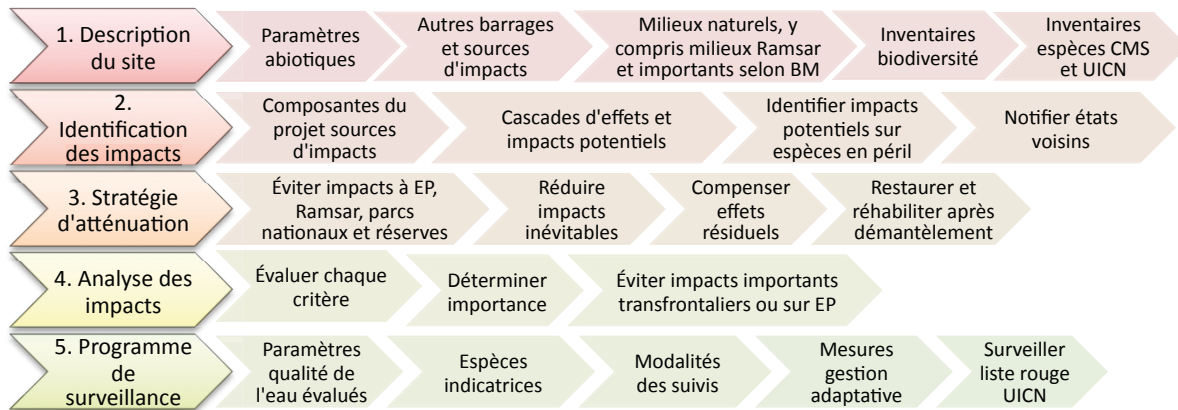 1. Description
du site
Paramètres
abiotiques
Autres barrages
et sources
d'impacts
Milieux naturels, y
compris milieux Ramsar
et importants selon BM
Inventaires
biodiversité
Inventaires
espèces CMS
et UICN
2.
Identification
des impacts
Composantes du
projet sources
d'impacts
Cascades d'effets et
impacts potentiels
Identifier impacts
potentiels sur
espèces en péril
Notifier états
voisins
3. Stratégie
d'atténuation
Éviter impacts à EP,
Ramsar, parcs
nationaux et réserves
Réduire
impacts
inévitables
Compenser
effets
résiduels
Restaurer et
réhabiliter après
démantèlement
4. Analyse des
impacts
Évaluer chaque
critère
Déterminer
importance
Éviter impacts importants
transfrontaliers ou sur EP
5. Programme
de
surveillance
Paramètres
qualité de
l'eau évalués
Espèces
indicatrices
Modalités
des suivis
Mesures
gestion
adaptative
Surveiller
liste rouge
UICN